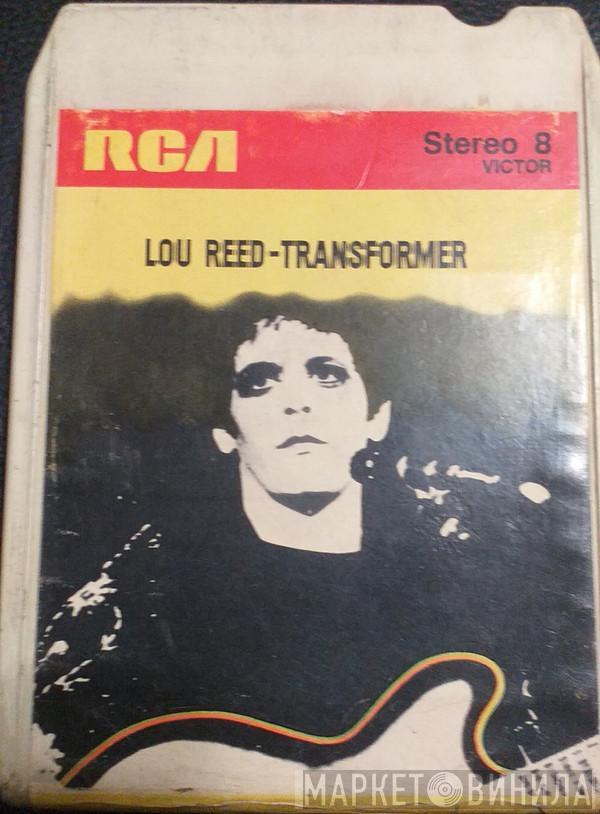 RCA
Stereo 8
VICTOR
LOU REED-TRANSFORMER
МАРКЕТ ВИНИЛА